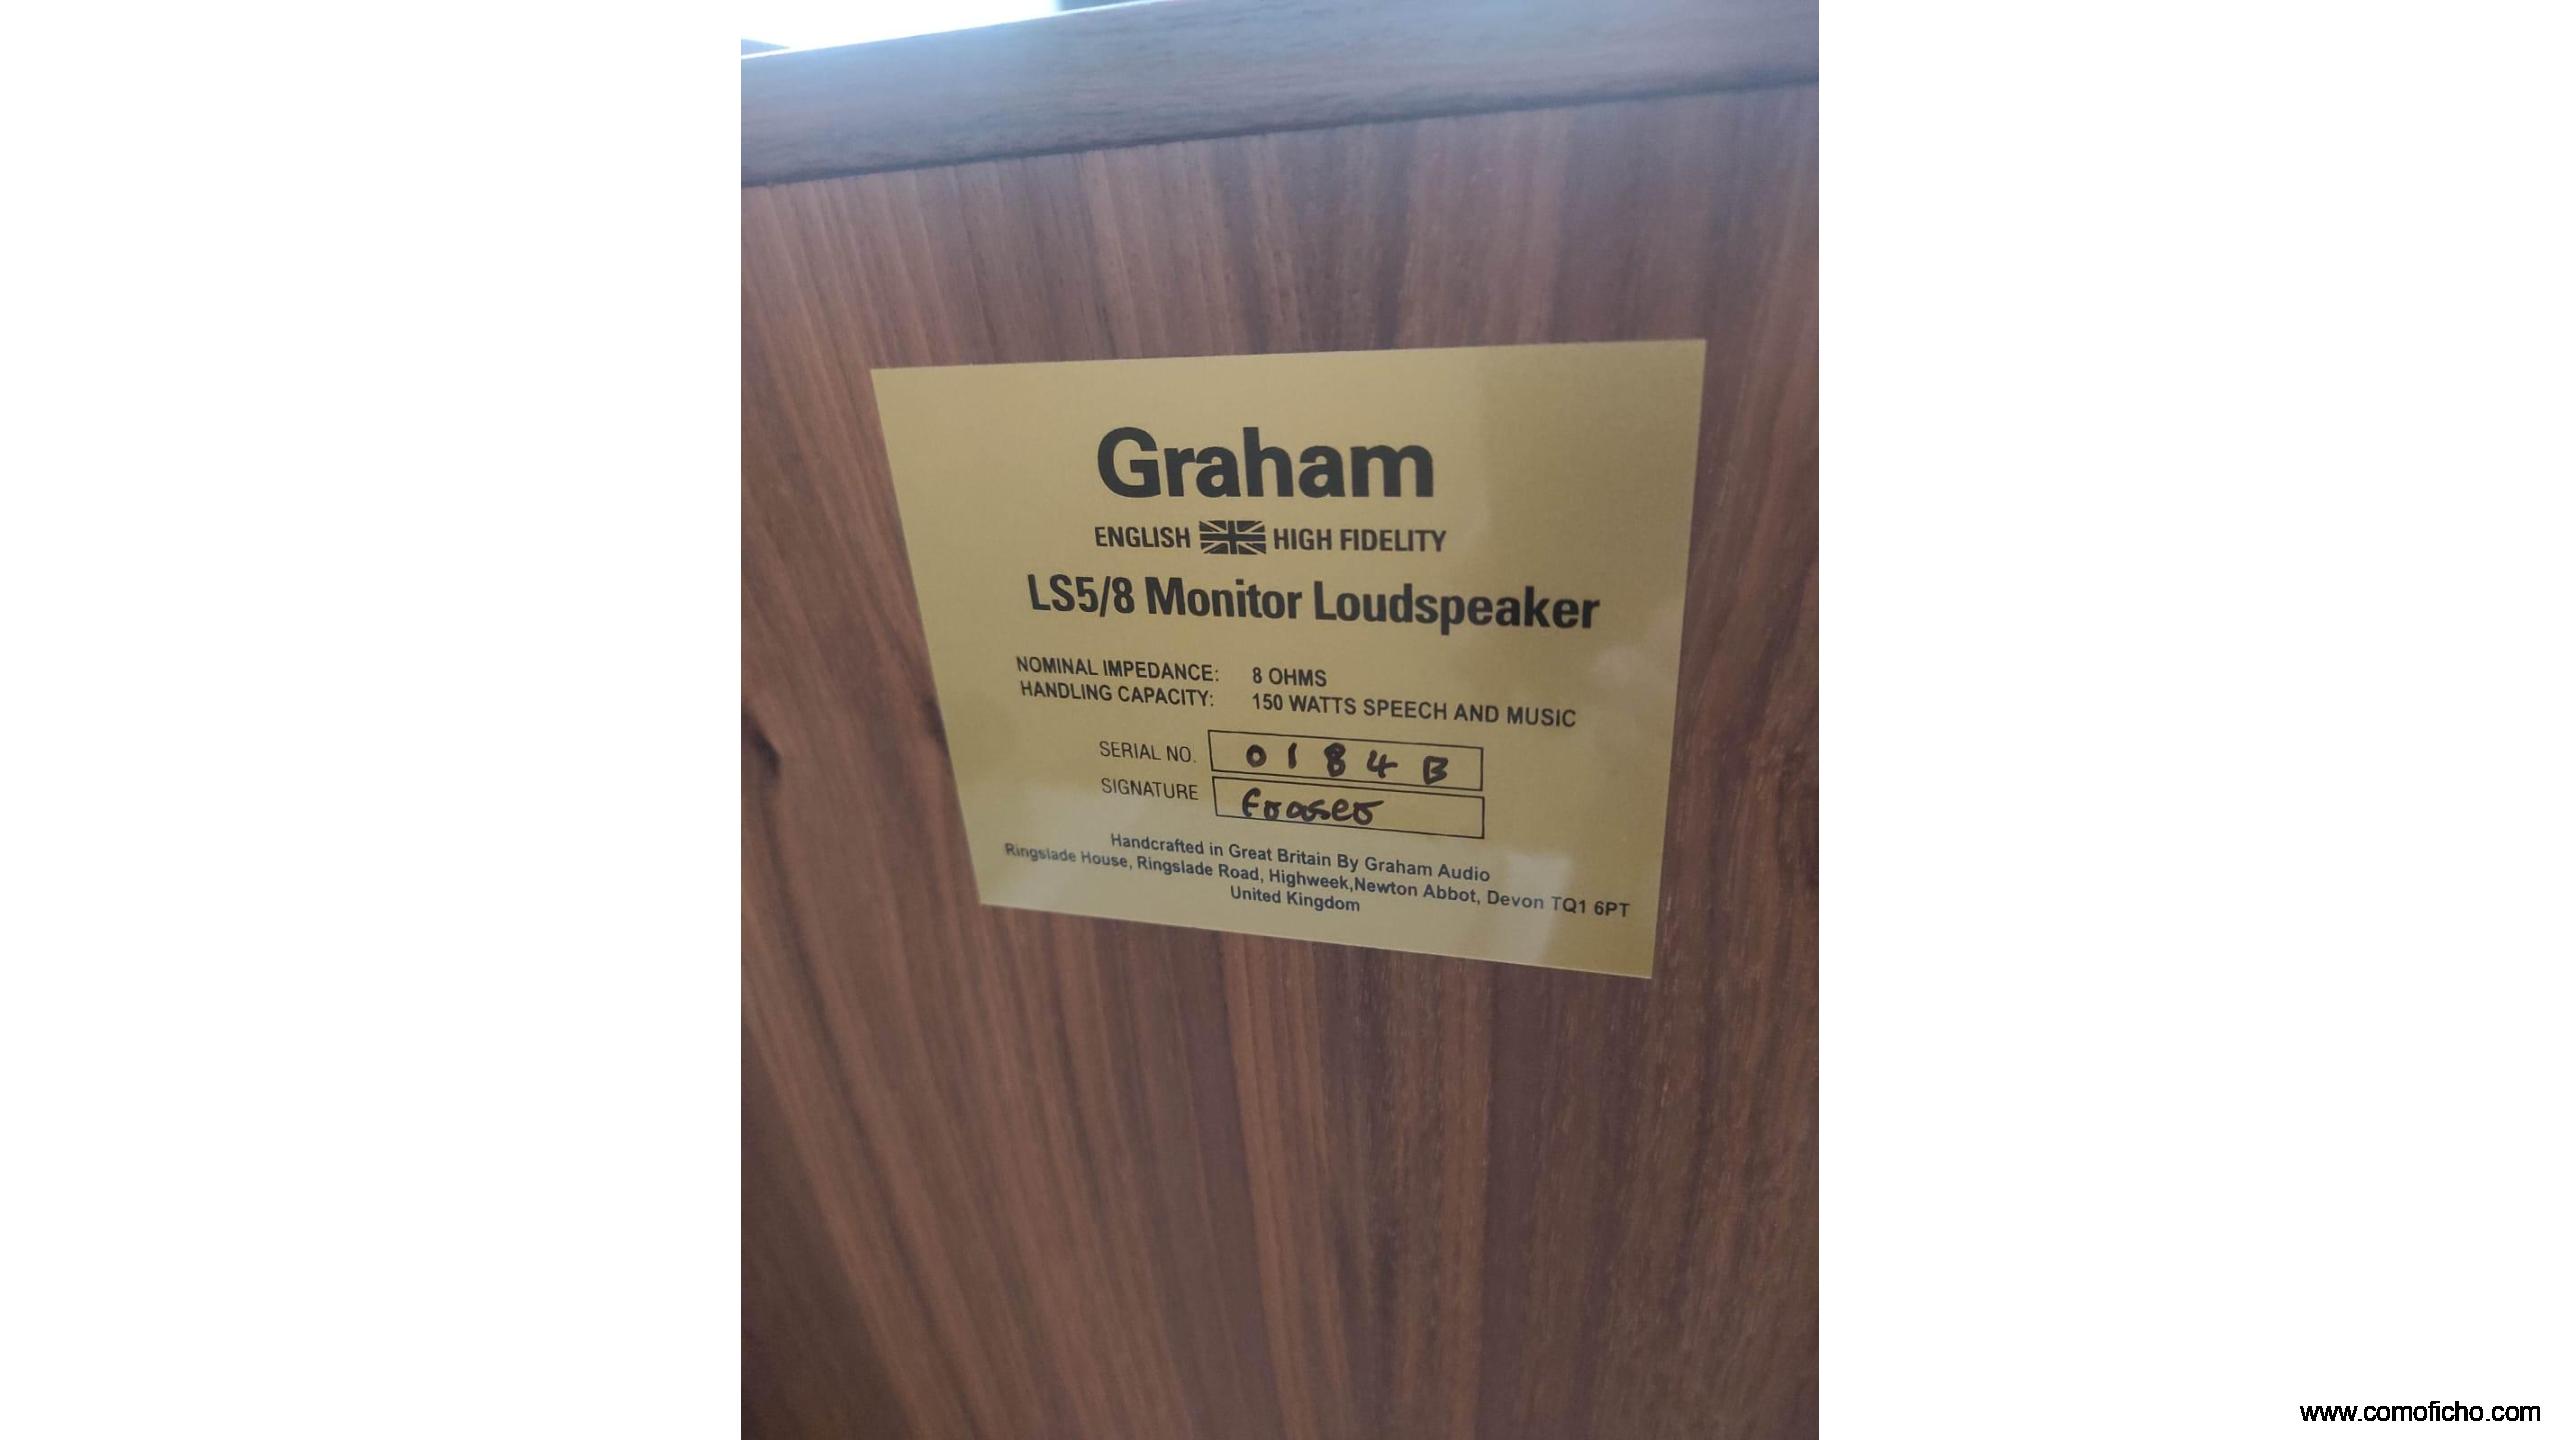 Graham
ENGLISH HIGH FIDELITY
LS5/8 Monitor Loudspeaker
NOMINAL IMPEDANCE: 8 OHMS
HANDLING CAPACITY: 150 WATTS SPEECH AND MUSIC
SERIAL NO. 0184B
SIGNATURE Fraser
Handcrafted in Great Britain By Graham Audio
Ringslade House, Ringslade Road, Highweek,Newton Abbot, Devon TQ1 6PT
United Kingdom
www.comoficho.com